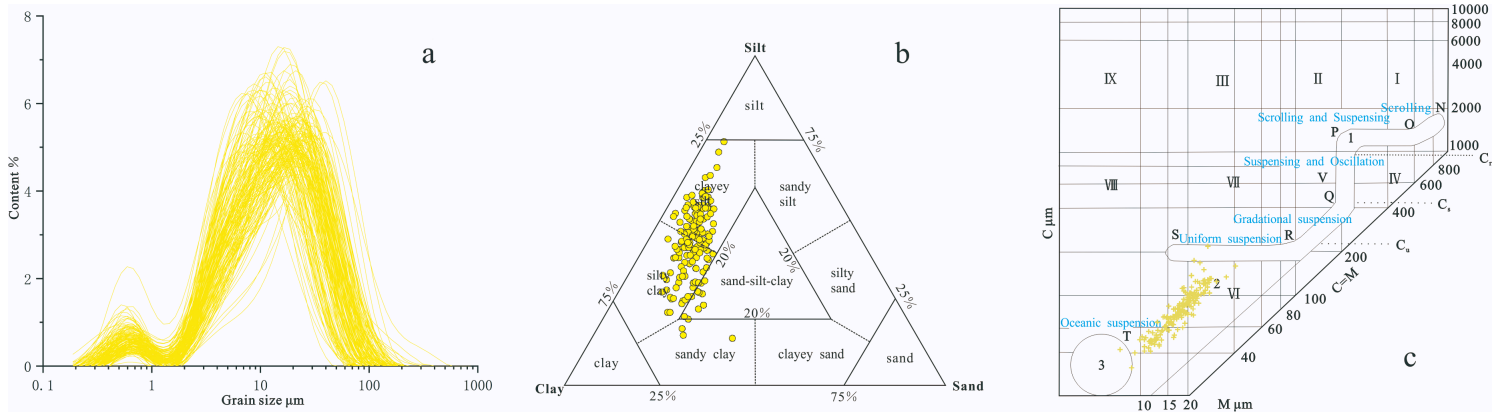 8
6
4
2
0
Content %
0.1
1
10
100
1000
Grain size μm
a
b
Silt
silt
25%
75%
clayey
silt
sandy
silt
20%
20%
silty
clay
sand-silt-clay
silty
sand
75%
25%
20%
clay
sandy clay
clayey sand
sand
Clay
Sand
25%
75%
10000
8000
6000
4000
2000
1000
800
600
400
200
100
80
60
40
20
15
10
M μm
C μm
C=M
IX
III
II
I
Scrolling
N
Scrolling and Suspensing
O
P
1
Suspensing and Oscillation
Cr
VIII
VII
V
IV
Q
Cs
Gradational suspension
S
R
Uniform suspension
Cu
2
VI
Oceanic suspension
T
3
c